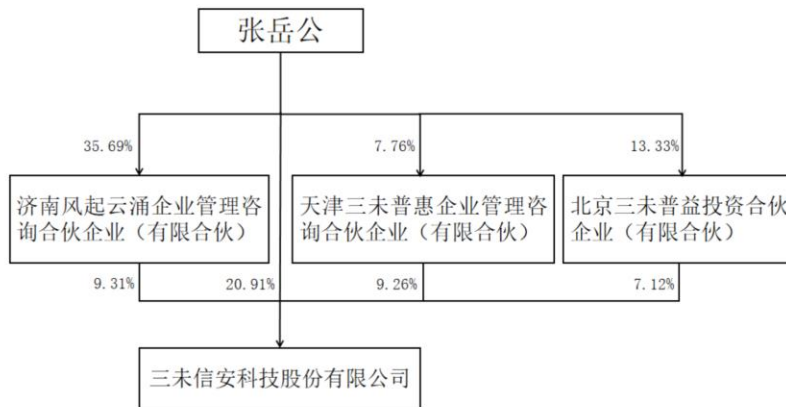 张岳公
35.69%
7.76%
13.33%
济南风起云涌企业管理咨
询合伙企业（有限合伙）
天津三未普惠企业管理咨
询合伙企业（有限合伙）
北京三未普益投资合伙
企业（有限合伙）
9.31%
20.91%
9.26%
7.12%
三未信安科技股份有限公司